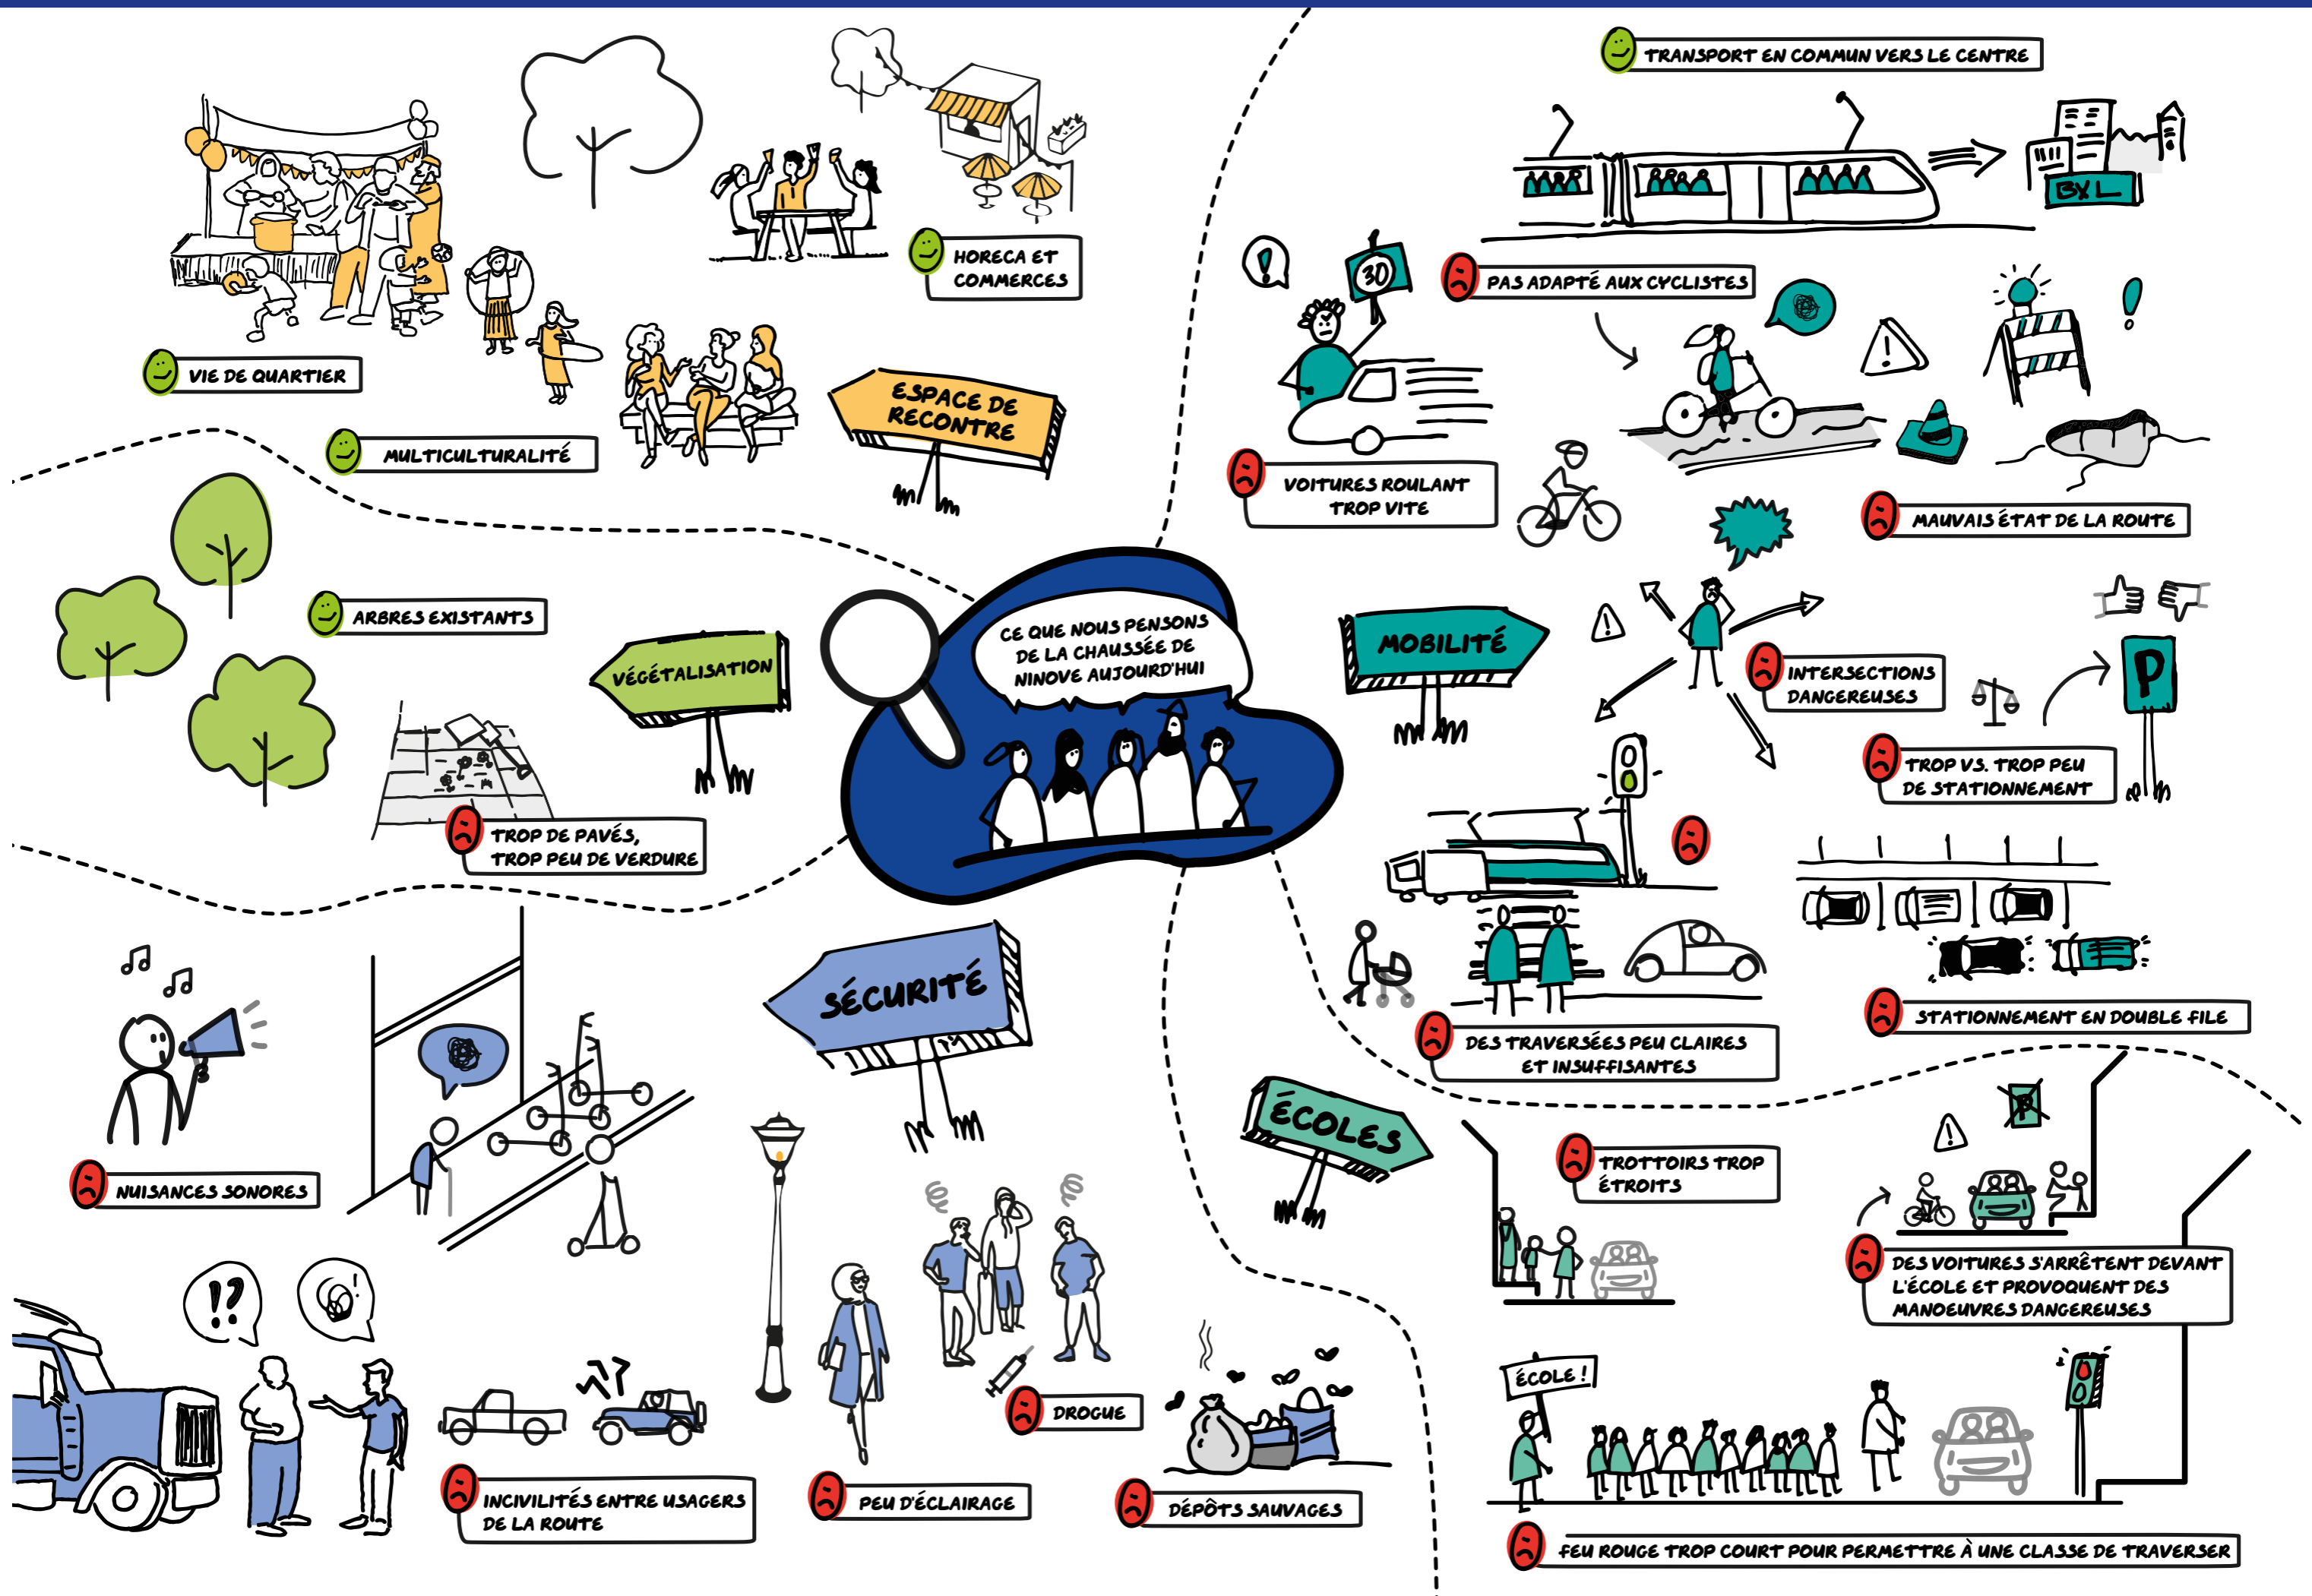 VIE DE QUARTIER
MULTICULTURALITÉ
HORECA ET
COMMERCES
ESPACE DE
RECONTRE
ARBRES EXISTANTS
VÉGÉTALISATION
TROP DE PAVÉS,
TROP PEU DE VERDURE
CE QUE NOUS PENSONS
DE LA CHAUSSÉE DE
NINOVE AUJOURD'HUI
TRANSPORT EN COMMUN VERS LE CENTRE
BXL
30
PAS ADAPTÉ AUX CYCLISTES
VOITURES ROULANT
TROP VITE
MAUVAIS ÉTAT DE LA ROUTE
MOBILITÉ
INTERSECTIONS
DANGEREUSES
P
TROP VS. TROP PEU
DE STATIONNEMENT
DES TRAVERSÉES PEU CLAIRES
ET INSUFFISANTES
STATIONNEMENT EN DOUBLE FILE
SÉCURITÉ
NUISANCES SONORES
!?
INCIVILITÉS ENTRE USAGERS
DE LA ROUTE
PEU D'ÉCLAIRAGE
DROGUE
DÉPÔTS SAUVAGES
ÉCOLES
TROTTOIRS TROP
ÉTROITS
P
DES VOITURES S'ARRÊTENT DEVANT
L'ÉCOLE ET PROVOQUENT DES
MANOEUVRES DANGEREUSES
ÉCOLE !
FEU ROUGE TROP COURT POUR PERMETTRE À UNE CLASSE DE TRAVERSER